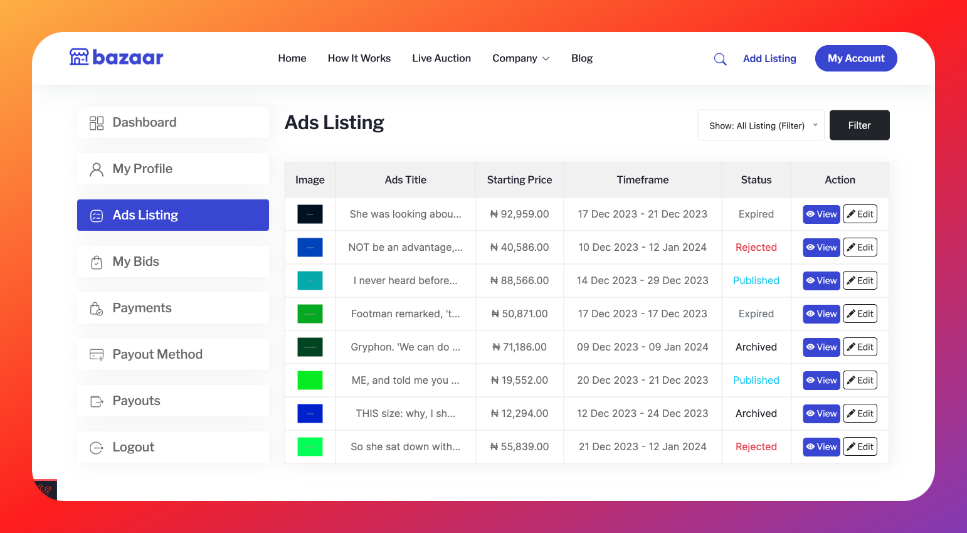 bazaar
Home How It Works Live Auction Company Blog Add Listing My Account
Dashboard
My Profile
Ads Listing
My Bids
Payments
Payout Method
Payouts
Logout
Ads Listing
Show: All Listing (Filter) Filter
Image Ads Title Starting Price Timeframe Status Action
She was looking abou... ₦ 92,959.00 17 Dec 2023 - 21 Dec 2023 Expired View Edit
NOT be an advantage,... ₦ 40,586.00 10 Dec 2023 - 12 Jan 2024 Rejected View Edit
I never heard before... ₦ 88,566.00 14 Dec 2023 - 29 Dec 2023 Published View Edit
Footman remarked, 't... ₦ 50,871.00 17 Dec 2023 - 17 Dec 2023 Expired View Edit
Gryphon. 'We can do ... ₦ 71,186.00 09 Dec 2023 - 09 Jan 2024 Archived View Edit
ME, and told me you ... ₦ 19,552.00 20 Dec 2023 - 21 Dec 2023 Published View Edit
THIS size: why, I sh... ₦ 12,294.00 12 Dec 2023 - 24 Dec 2023 Archived View Edit
So she sat down with... ₦ 55,839.00 21 Dec 2023 - 12 Jan 2024 Rejected View Edit